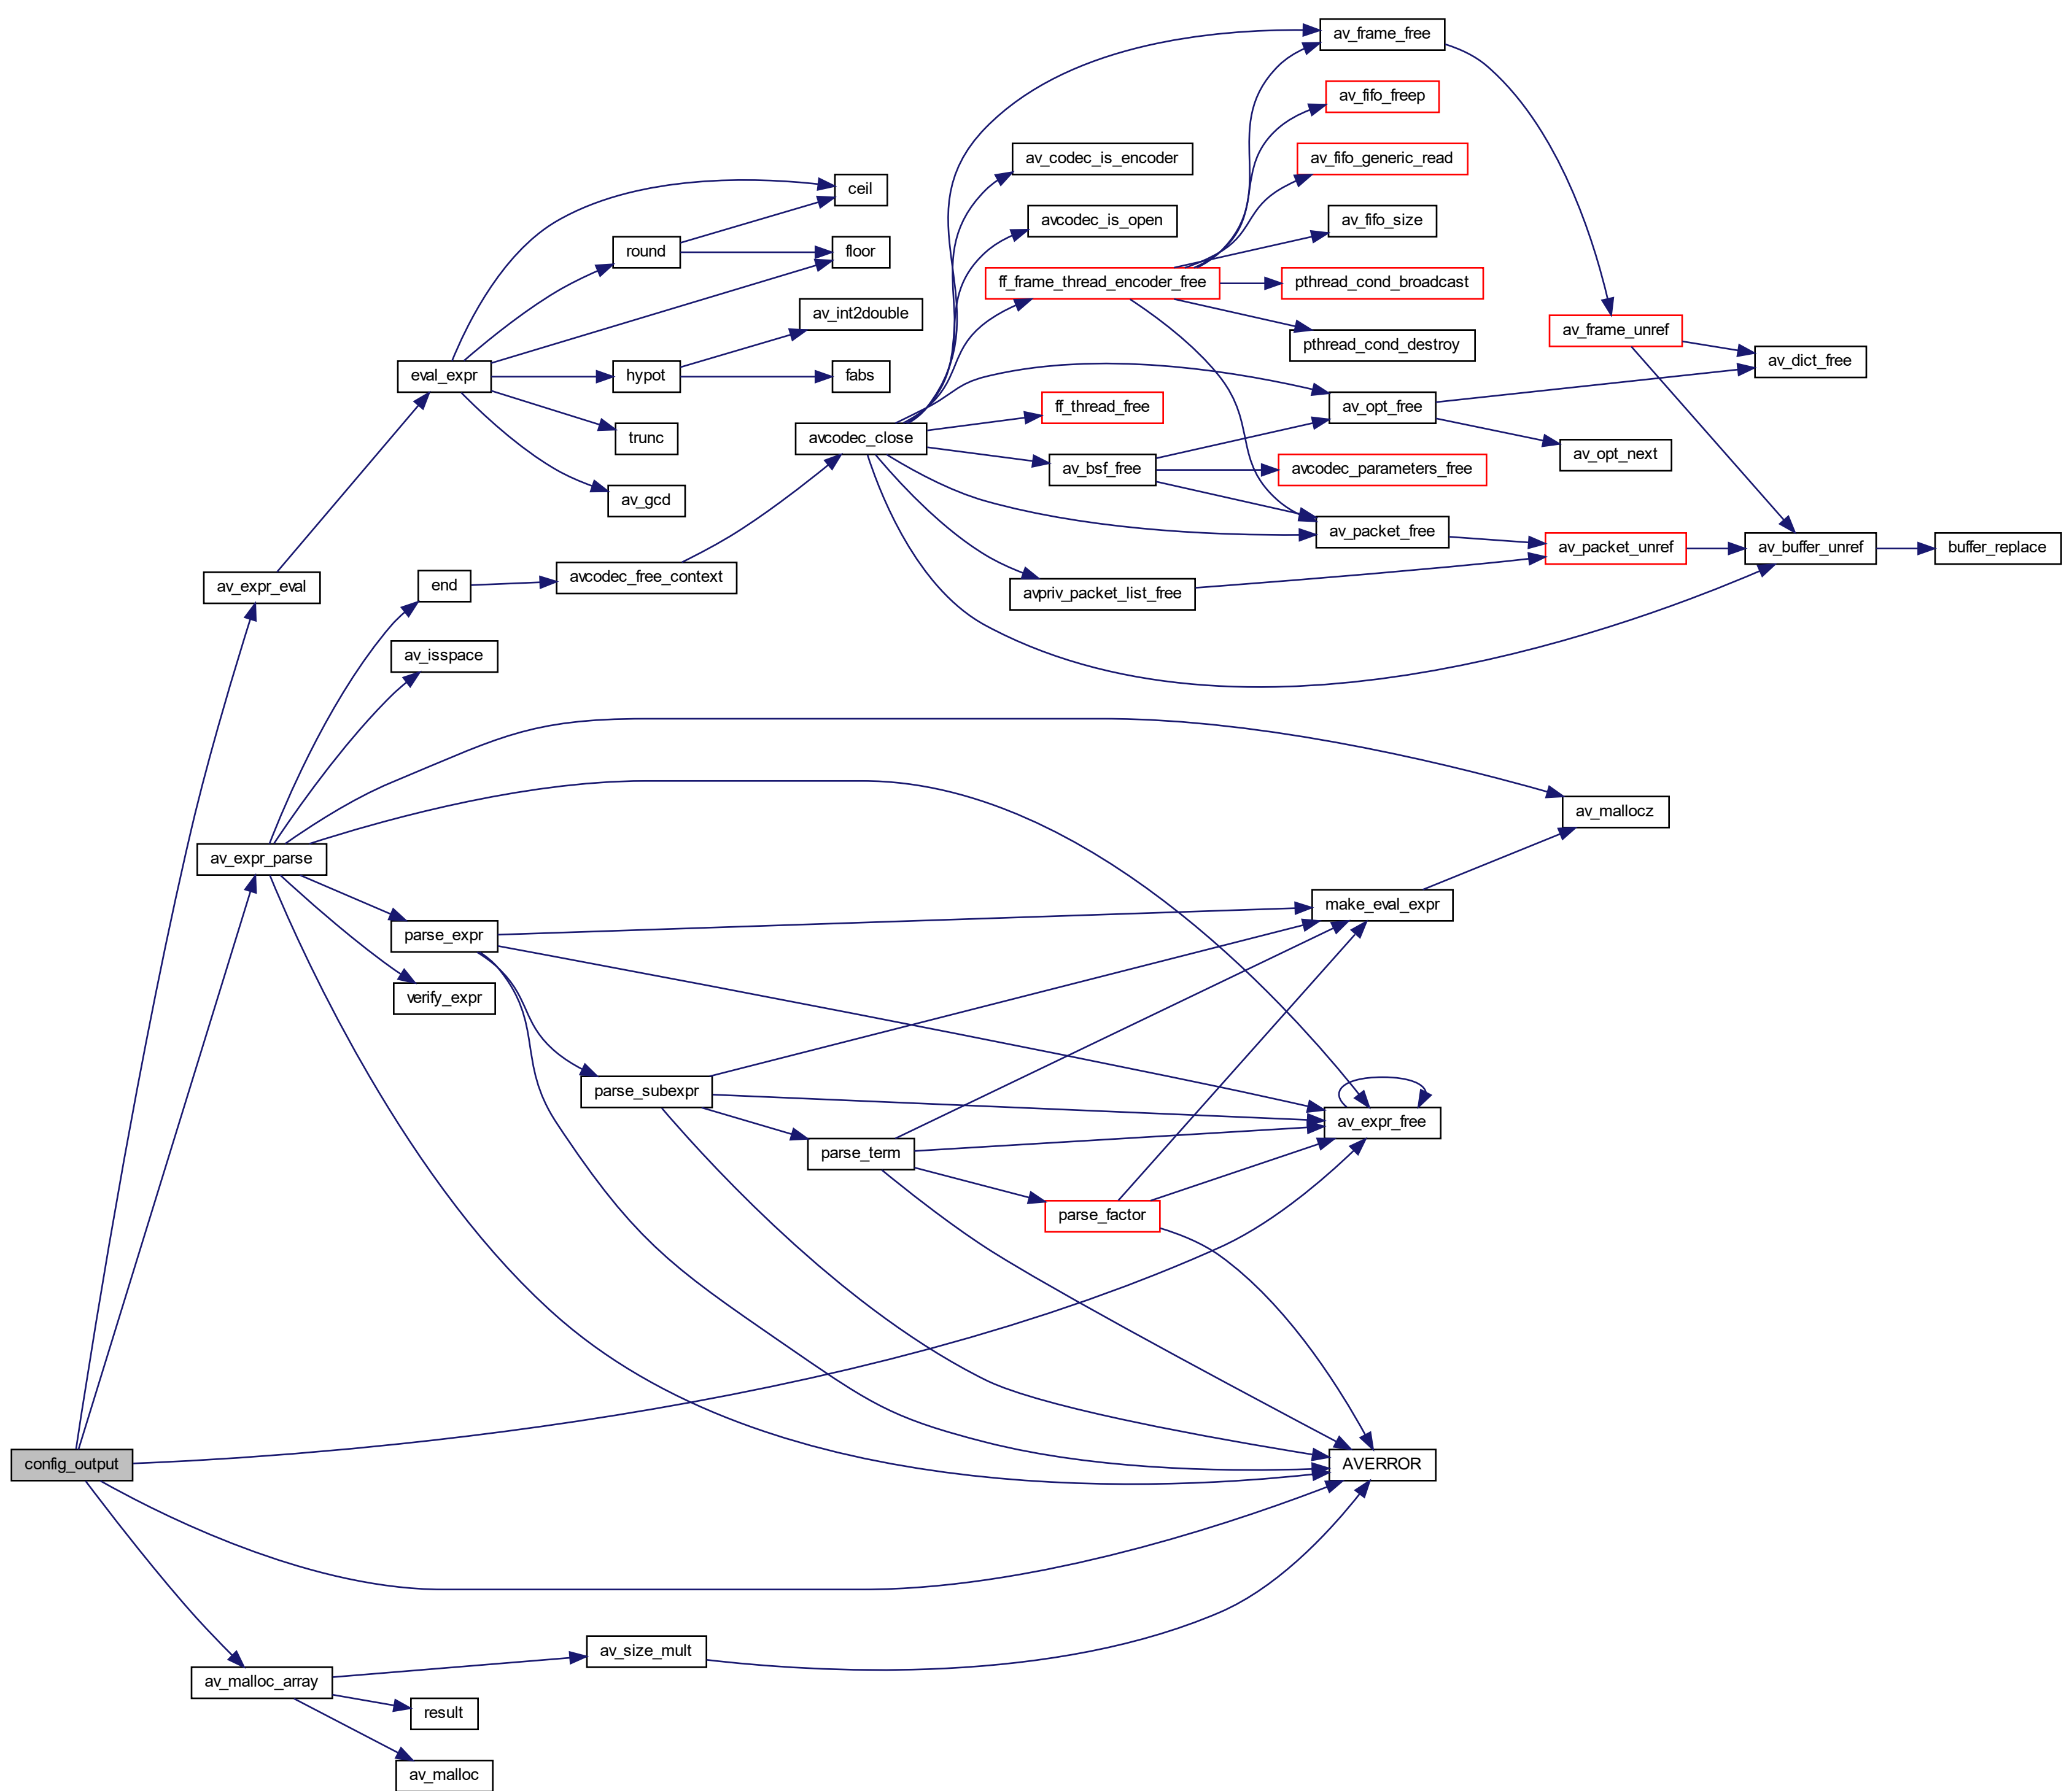 av_frame_free
av_fifo_freep
av_codec_is_encoder
av_fifo_generic_read
ceil
avcodec_is_open
av_fifo_size
round
floor
ff_frame_thread_encoder_free
pthread_cond_broadcast
av_int2double
av_frame_unref
pthread_cond_destroy
av_dict_free
eval_expr
hypot
fabs
ff_thread_free
av_opt_free
trunc
avcodec_close
av_opt_next
av_bsf_free
avcodec_parameters_free
av_gcd
av_packet_free
av_packet_unref
av_buffer_unref
buffer_replace
av_expr_eval
end
avcodec_free_context
avpriv_packet_list_free
av_isspace
av_mallocz
av_expr_parse
make_eval_expr
parse_expr
verify_expr
parse_subexpr
av_expr_free
parse_term
parse_factor
config_output
AVERROR
av_size_mult
av_malloc_array
result
av_malloc